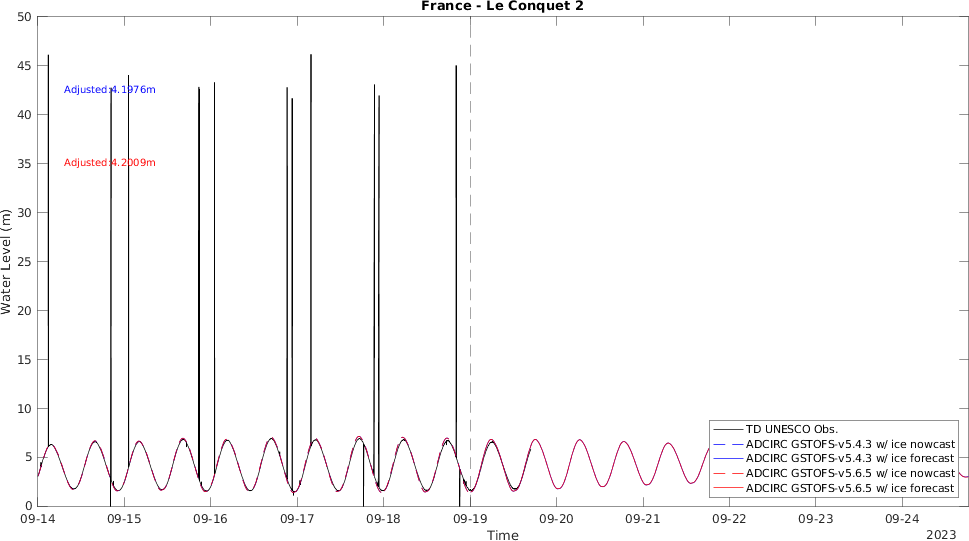 France - Le Conquet 2
50
45
40
35
30
25
20
15
10
5
0
Water Level (m)
Adjusted:4.1976m
Adjusted:4.2009m
TD UNESCO Obs.
ADCIRC GSTOFS-v5.4.3 w/ ice nowcast
ADCIRC GSTOFS-v5.4.3 w/ ice forecast
ADCIRC GSTOFS-v5.6.5 w/ ice nowcast
ADCIRC GSTOFS-v5.6.5 w/ ice forecast
09-14 09-15 09-16 09-17 09-18 09-19 09-20 09-21 09-22 09-23 09-24
Time
2023